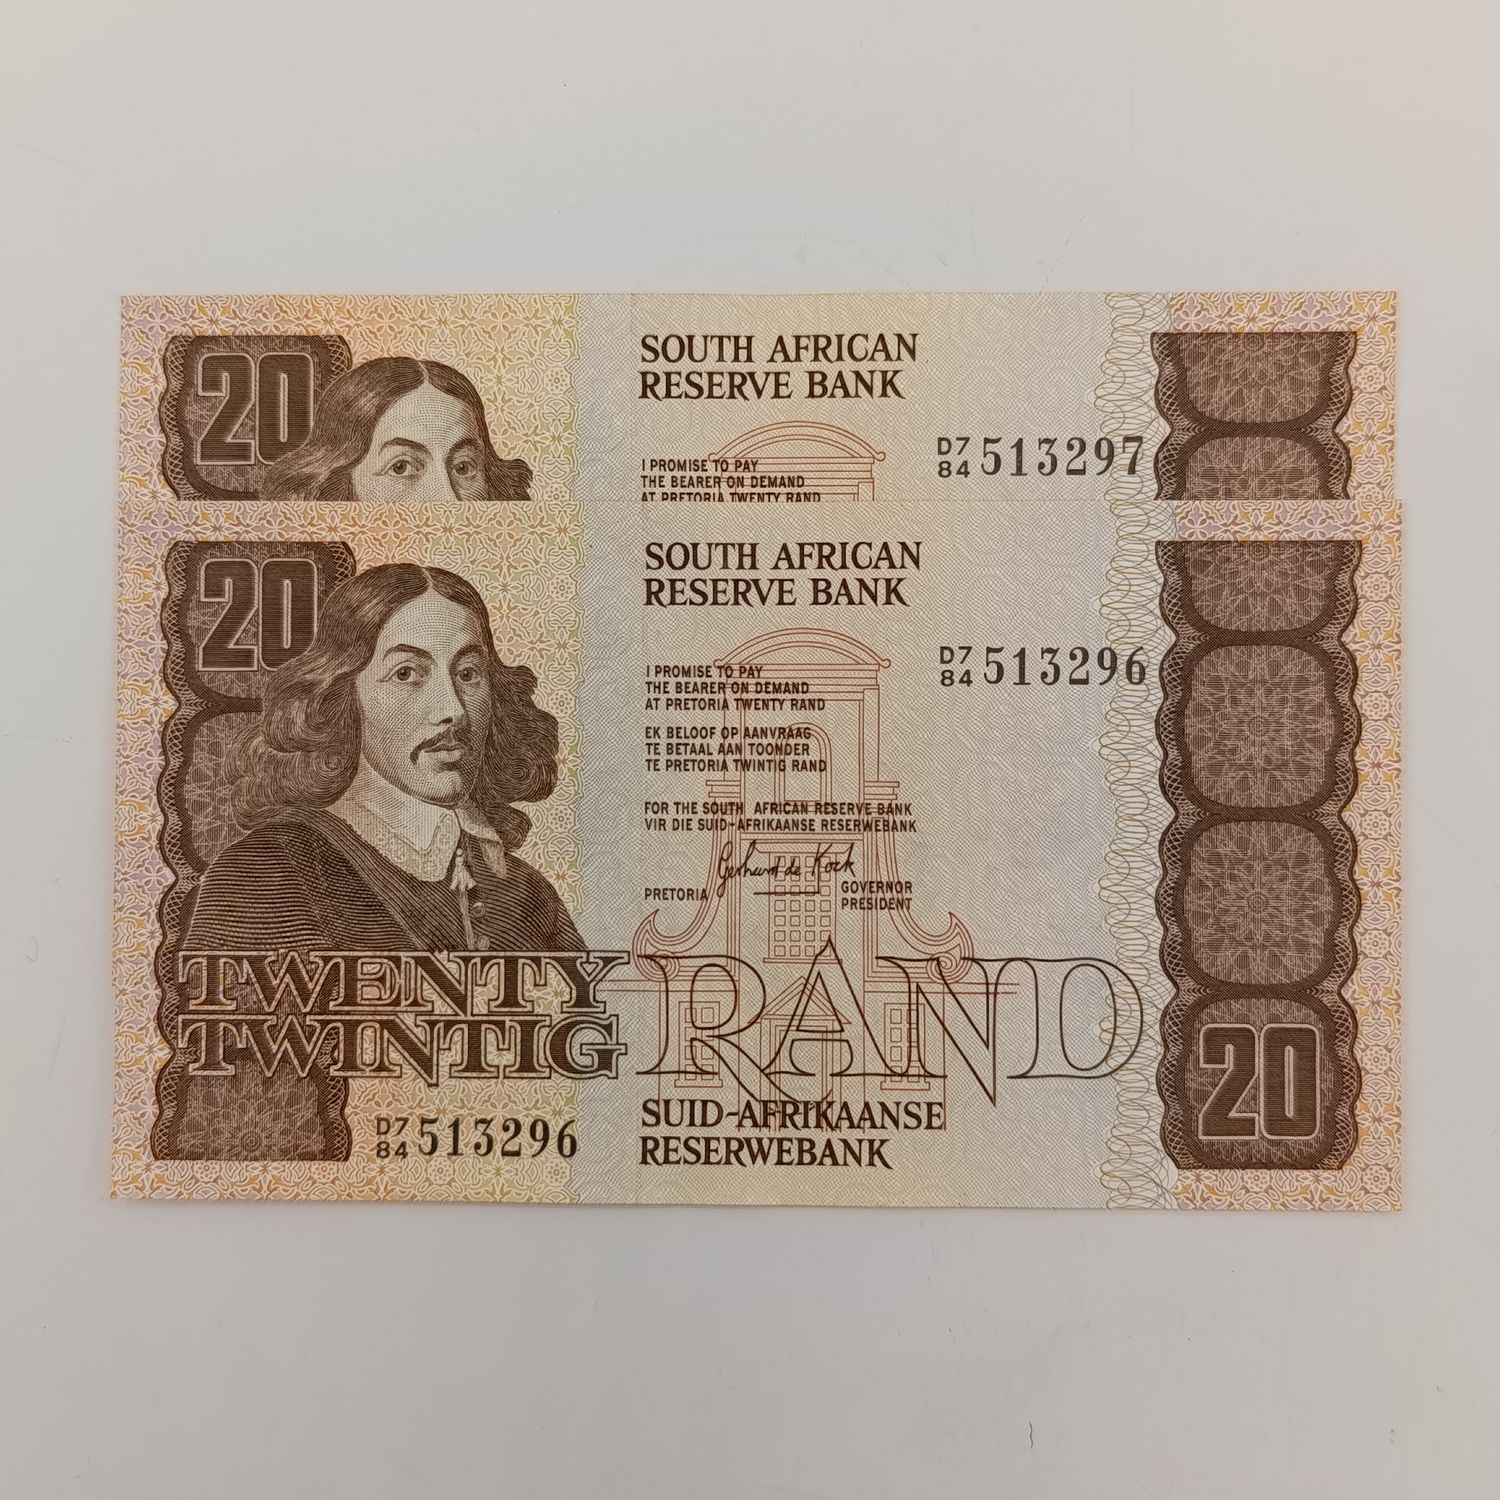 20
SOUTH AFRICAN
RESERVE BANK
D7
84 513297
I PROMISE TO PAY
THE BEARER ON DEMAND
AT PRETORIA TWENTY RAND
20
SOUTH AFRICAN
RESERVE BANK
D7
84 513296
I PROMISE TO PAY
THE BEARER ON DEMAND
AT PRETORIA TWENTY RAND
EK BELOOF OP AANVRAAG
TE BETAAL AAN TOONDER
TE PRETORIA TWINTIG RAND
FOR THE SOUTH AFRICAN RESERVE BANK
VIR DIE SUID-AFRIKAANSE RESERWEBANK
Gerhard de Kock
PRETORIA
GOVERNOR
PRESIDENT
TWENTY
TWINTIG
RAND
20
D7
84 513296
SUID-AFRIKAANSE
RESERWEBANK